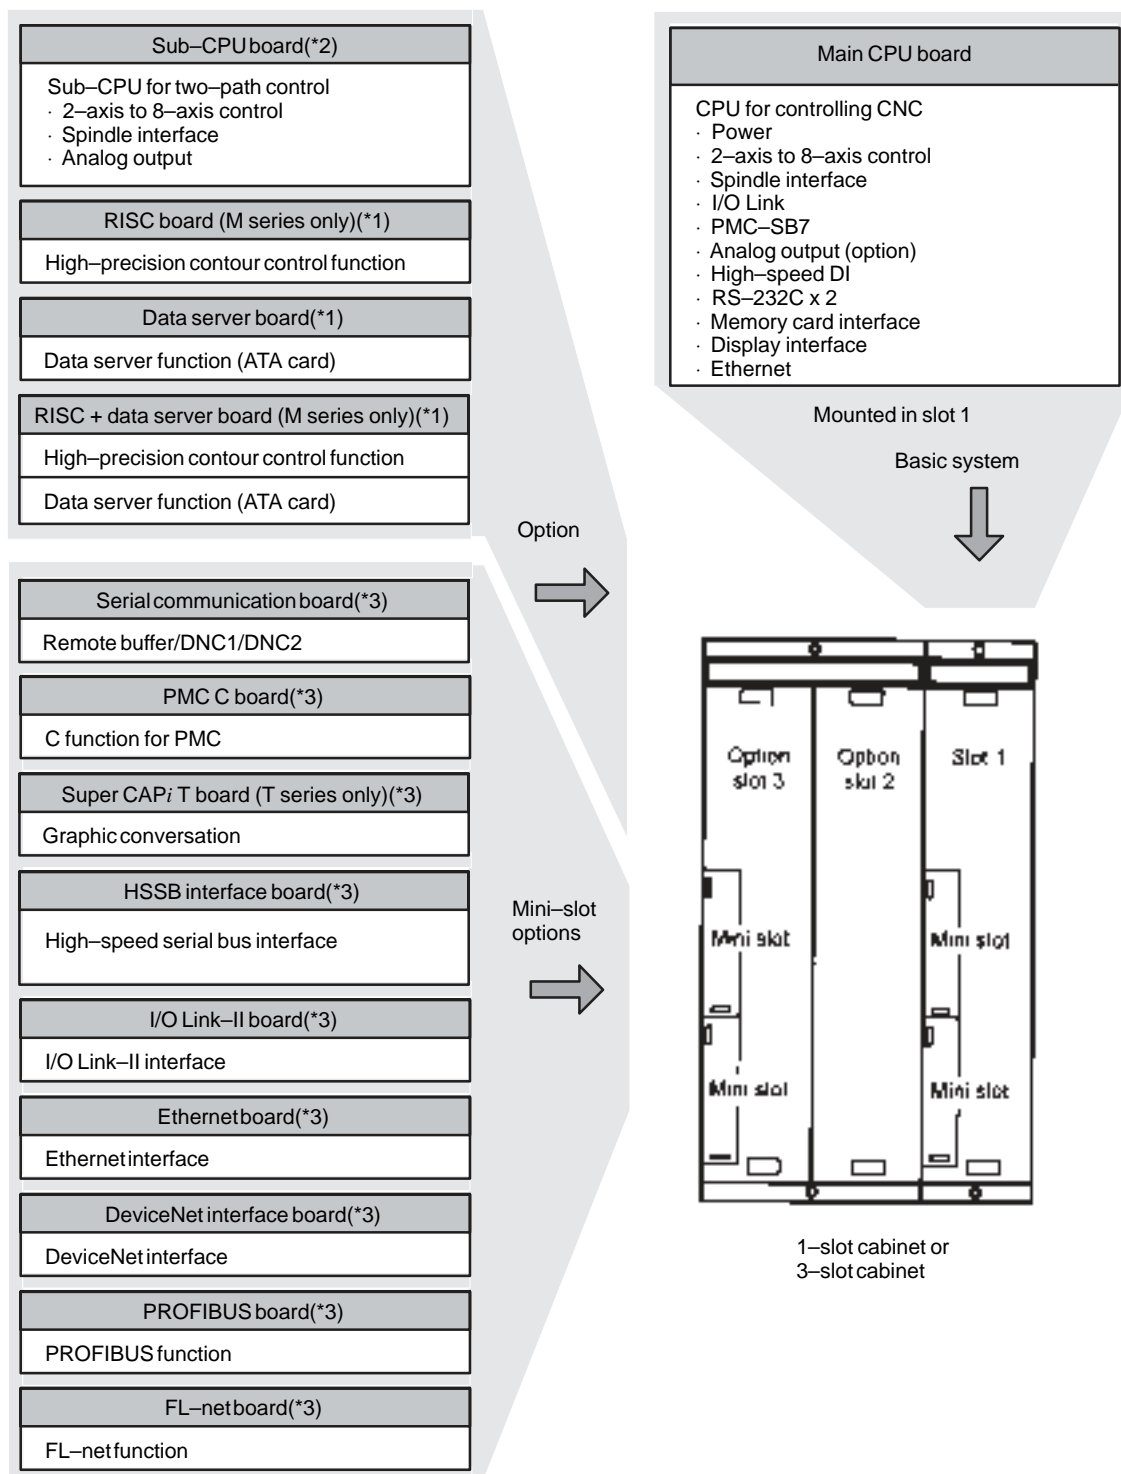 Sub–CPU board(*2)
Sub–CPU for two–path control
· 2–axis to 8–axis control
· Spindle interface
· Analog output
RISC board (M series only)(*1)
High–precision contour control function
Data server board(*1)
Data server function (ATA card)
RISC + data server board (M series only)(*1)
High–precision contour control function
Data server function (ATA card)
Main CPU board
CPU for controlling CNC
· Power
· 2–axis to 8–axis control
· Spindle interface
· I/O Link
· PMC–SB7
· Analog output (option)
· High–speed DI
· RS–232C x 2
· Memory card interface
· Display interface
· Ethernet
Mounted in slot 1
Basic system
Option
Serial communication board(*3)
Remote buffer/DNC1/DNC2
PMC C board(*3)
C function for PMC
Super CAPi T board (T series only)(*3)
Graphic conversation
HSSB interface board(*3)
High–speed serial bus interface
I/O Link–II board(*3)
I/O Link–II interface
Ethernet board(*3)
Ethernet interface
DeviceNet interface board(*3)
DeviceNet interface
PROFIBUS board(*3)
PROFIBUS function
FL–net board(*3)
FL–net function
Mini–slot
options
Option
slot 3
Option
slot 2
Slot 1
Mini slot
Mini slot
Mini slot
Mini slot
1–slot cabinet or
3–slot cabinet